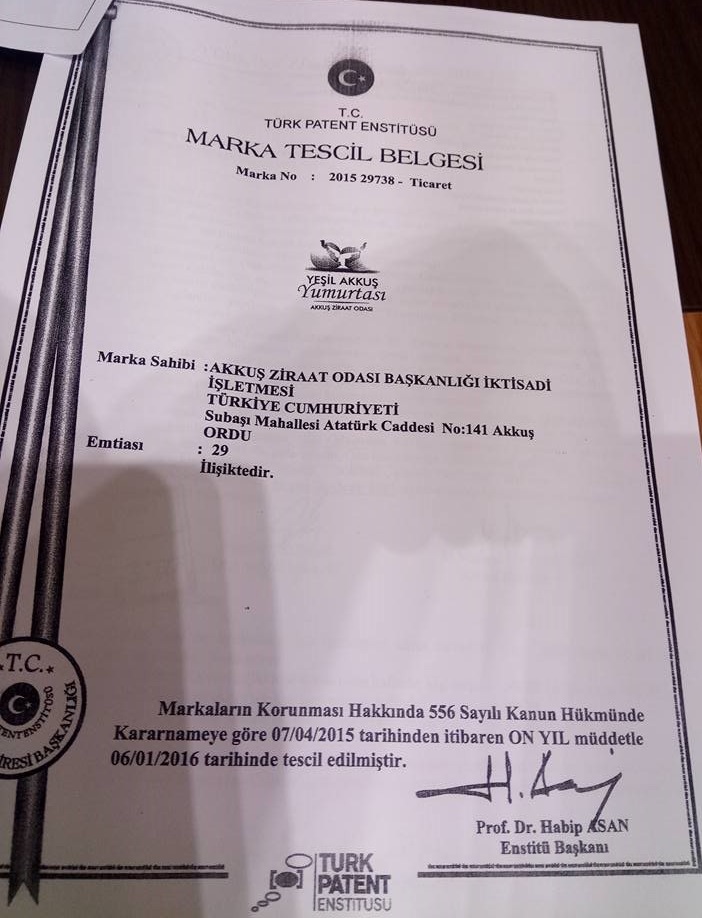 T.C.
TÜRK PATENT ENSTİTÜSÜ
MARKA TESCİL BELGESİ
Marka No : 2015 29738 - Ticaret
YEŞİL AKKUŞ
Yumurtası
AKKUŞ ZİRAAT ODASI
Marka Sahibi : AKKUŞ ZİRAAT ODASI BAŞKANLIĞI İKTİSADİ
İŞLETMESİ
TÜRKİYE CUMHURİYETİ
Subaşı Mahallesi Atatürk Caddesi No:141 Akkuş
ORDU
Emtiası : 29
İlişiktedir.
T.C.
Markaların Korunması Hakkında 556 Sayılı Kanun Hükmünde
Kararnameye göre 07/04/2015 tarihinden itibaren ON YIL müddetle
06/01/2016 tarihinde tescil edilmiştir.
H. Asan
Prof. Dr. Habip ASAN
Enstitü Başkanı
TURK
PATENT
ENSTITUSU